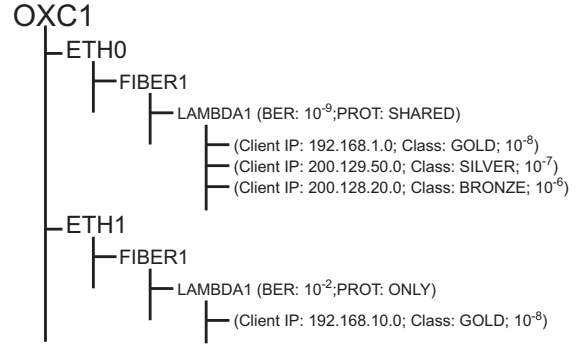 OXC1
ETH0
FIBER1
LAMBDA1 (BER: 10⁻⁹;PROT: SHARED)
(Client IP: 192.168.1.0; Class: GOLD; 10⁻⁸)
(Client IP: 200.129.50.0; Class: SILVER; 10⁻⁷)
(Client IP: 200.128.20.0; Class: BRONZE; 10⁻⁶)
ETH1
FIBER1
LAMBDA1 (BER: 10⁻²;PROT: ONLY)
(Client IP: 192.168.10.0; Class: GOLD; 10⁻⁸)